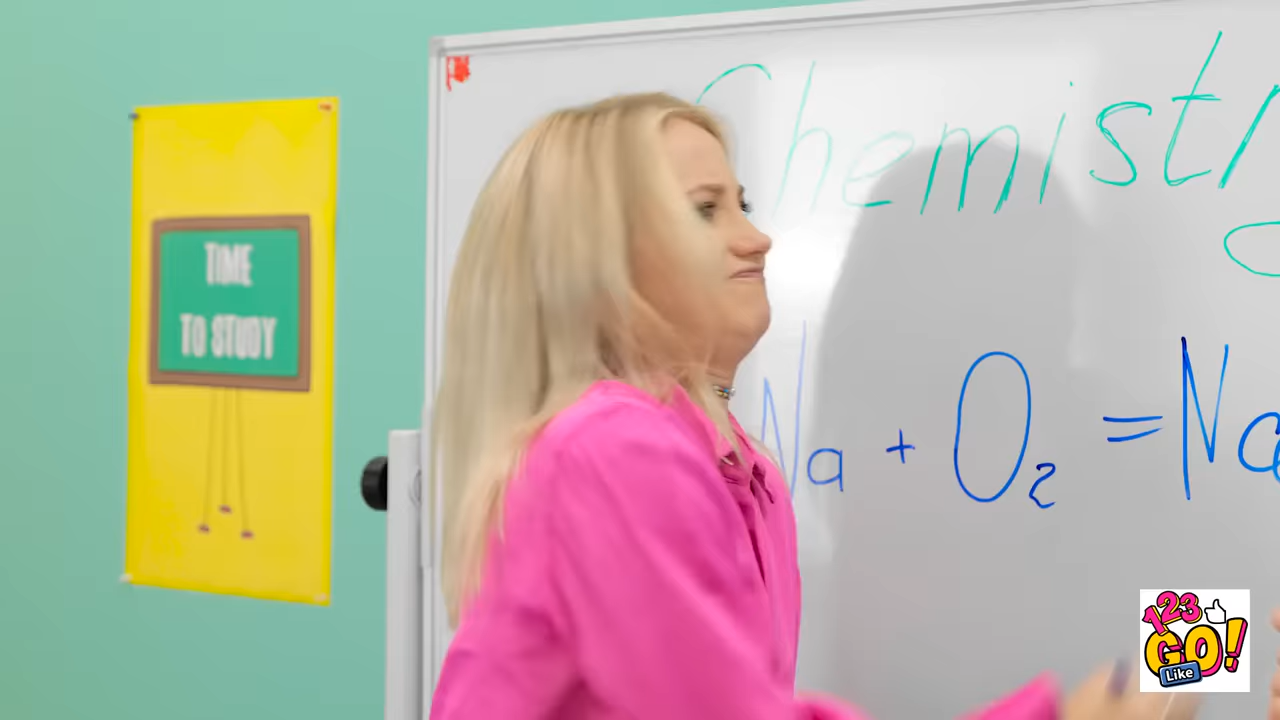 TIME
TO STUDY
Chemistr
Na + O₂ = Na
123
GO!
Like